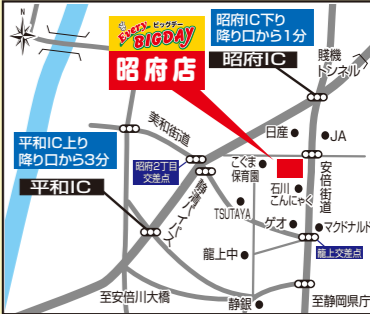 Every ビッグデー
BIGDAY
昭府店
昭府IC下り
降り口から1分
昭府IC
賤機
トンネル
日産
JA
美和街道
こぐま
保育園
安倍街道
平和IC上り
降り口から3分
昭府2丁目
交差点
石川
こんにゃく
平和IC
静清バイパス
TSUTAYA
ゲオ
マクドナルド
龍上中
龍上交差点
至安倍川大橋
静銀
至静岡県庁
N